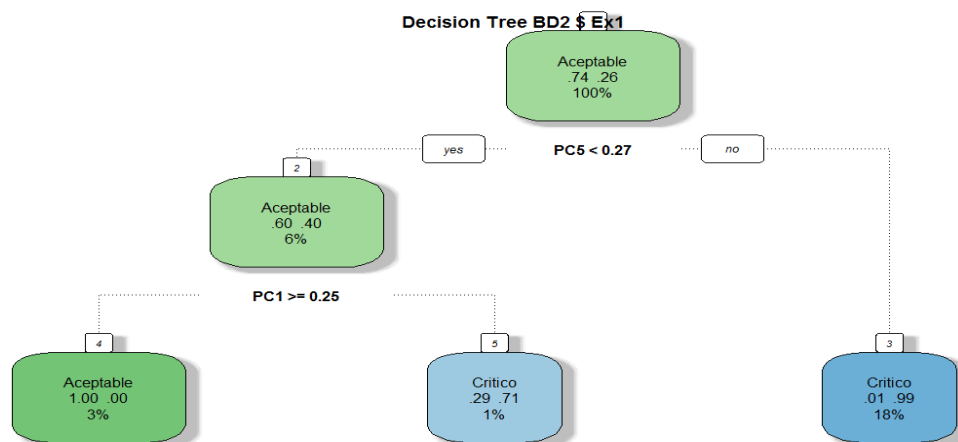 Decision Tree BD2 $ Ex1
Aceptable
.74 .26
100%
yes
PC5 < 0.27
no
2
Aceptable
.60 .40
6%
PC1 >= 0.25
4
Aceptable
1.00 .00
3%
5
Critico
.29 .71
1%
3
Critico
.01 .99
18%